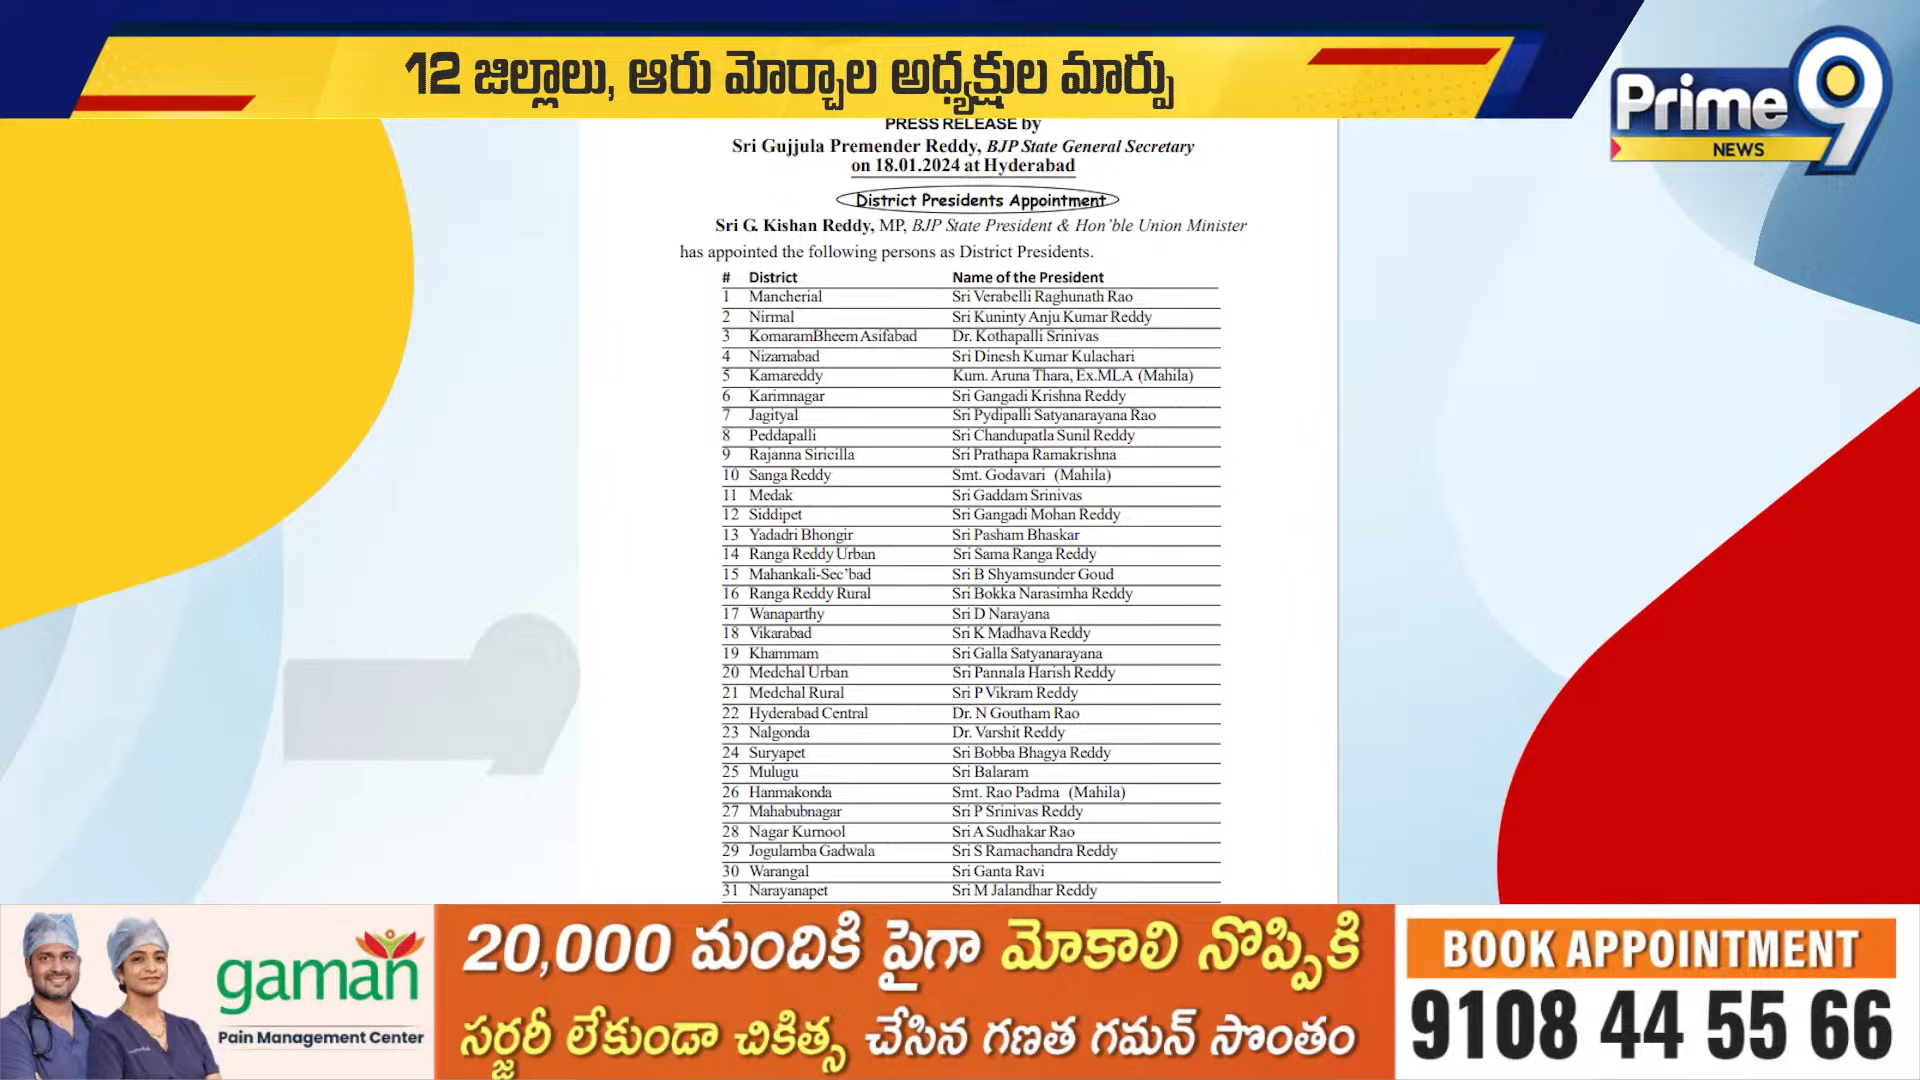 12 జిల్లాలు, ఆరు మోర్చాల అధ్యక్షుల మార్పు
Prime 9
NEWS
PRESS RELEASE by
Sri Gujjula Premender Reddy, BJP State General Secretary
on 18.01.2024 at Hyderabad
District Presidents Appointment
Sri G. Kishan Reddy, MP, BJP State President & Hon'ble Union Minister
has appointed the following persons as District Presidents.
# District Name of the President
1 Mancherial Sri Verabelli Raghunath Rao
2 Nirmal Sri Kuninty Anju Kumar Reddy
3 KomaramBheem Asifabad Dr. Kothapalli Srinivas
4 Nizamabad Sri Dinesh Kumar Kulachari
5 Kamareddy Kum. Aruna Thara, Ex.MLA (Mahila)
6 Karimnagar Sri Gangadi Krishna Reddy
7 Jagityal Sri Pydipalli Satyanarayana Rao
8 Peddapalli Sri Chandupatla Sunil Reddy
9 Rajanna Siricilla Sri Prathapa Ramakrishna
10 Sanga Reddy Smt. Godavari (Mahila)
11 Medak Sri Gaddam Srinivas
12 Siddipet Sri Gangadi Mohan Reddy
13 Yadadri Bhongir Sri Pasham Bhaskar
14 Ranga Reddy Urban Sri Sama Ranga Reddy
15 Mahankali-Sec'bad Sri B Shyamsunder Goud
16 Ranga Reddy Rural Sri Bokka Narasimha Reddy
17 Wanaparthy Sri D Narayana
18 Vikarabad Sri K Madhava Reddy
19 Khammam Sri Galla Satyanarayana
20 Medchal Urban Sri Pannala Harish Reddy
21 Medchal Rural Sri P Vikram Reddy
22 Hyderabad Central Dr. N Goutham Rao
23 Nalgonda Dr. Varshit Reddy
24 Suryapet Sri Bobba Bhagya Reddy
25 Mulugu Sri Balaram
26 Hanmakonda Smt. Rao Padma (Mahila)
27 Mahabubnagar Sri P Srinivas Reddy
28 Nagar Kurnool Sri A Sudhakar Rao
29 Jogulamba Gadwala Sri S Ramachandra Reddy
30 Warangal Sri Ganta Ravi
31 Narayanapet Sri M Jalandhar Reddy
gaman
Pain Management Center
20,000 మందికి పైగా మోకాలి నొప్పికి
సర్జరీ లేకుండా చికిత్స చేసిన గణత గమన్ సొంతం
BOOK APPOINTMENT
9108 44 55 66